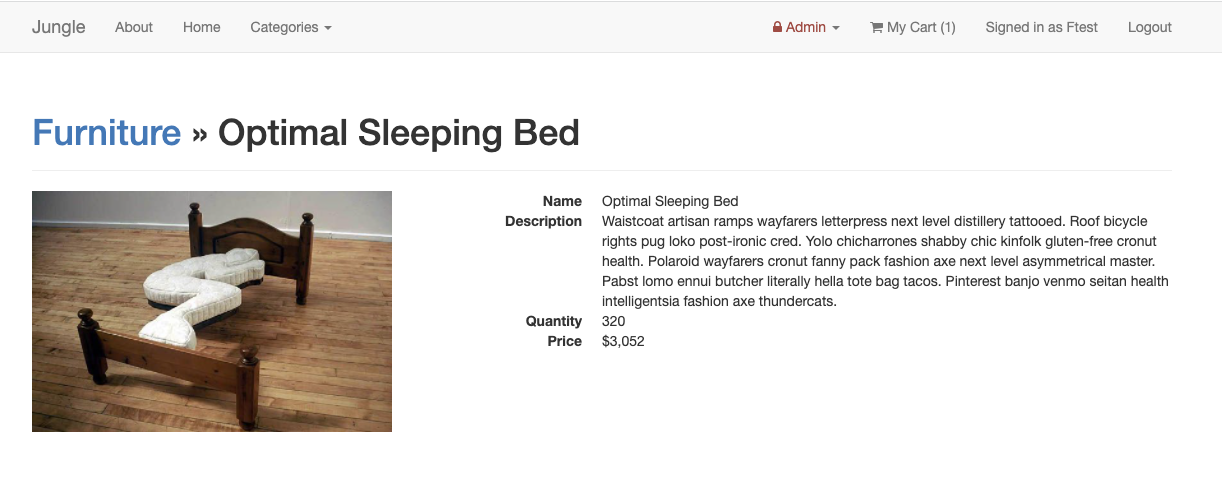 Jungle About Home Categories Admin My Cart (1) Signed in as Ftest Logout
Furniture » Optimal Sleeping Bed
Name Optimal Sleeping Bed
Description Waistcoat artisan ramps wayfarers letterpress next level distillery tattooed. Roof bicycle
rights pug loko post-ironic cred. Yolo chicharrones shabby chic kinfolk gluten-free cronut
health. Polaroid wayfarers cronut fanny pack fashion axe next level asymmetrical master.
Pabst lomo ennui butcher literally hella tote bag tacos. Pinterest banjo venmo seitan health
intelligentsia fashion axe thundercats.
Quantity 320
Price $3,052